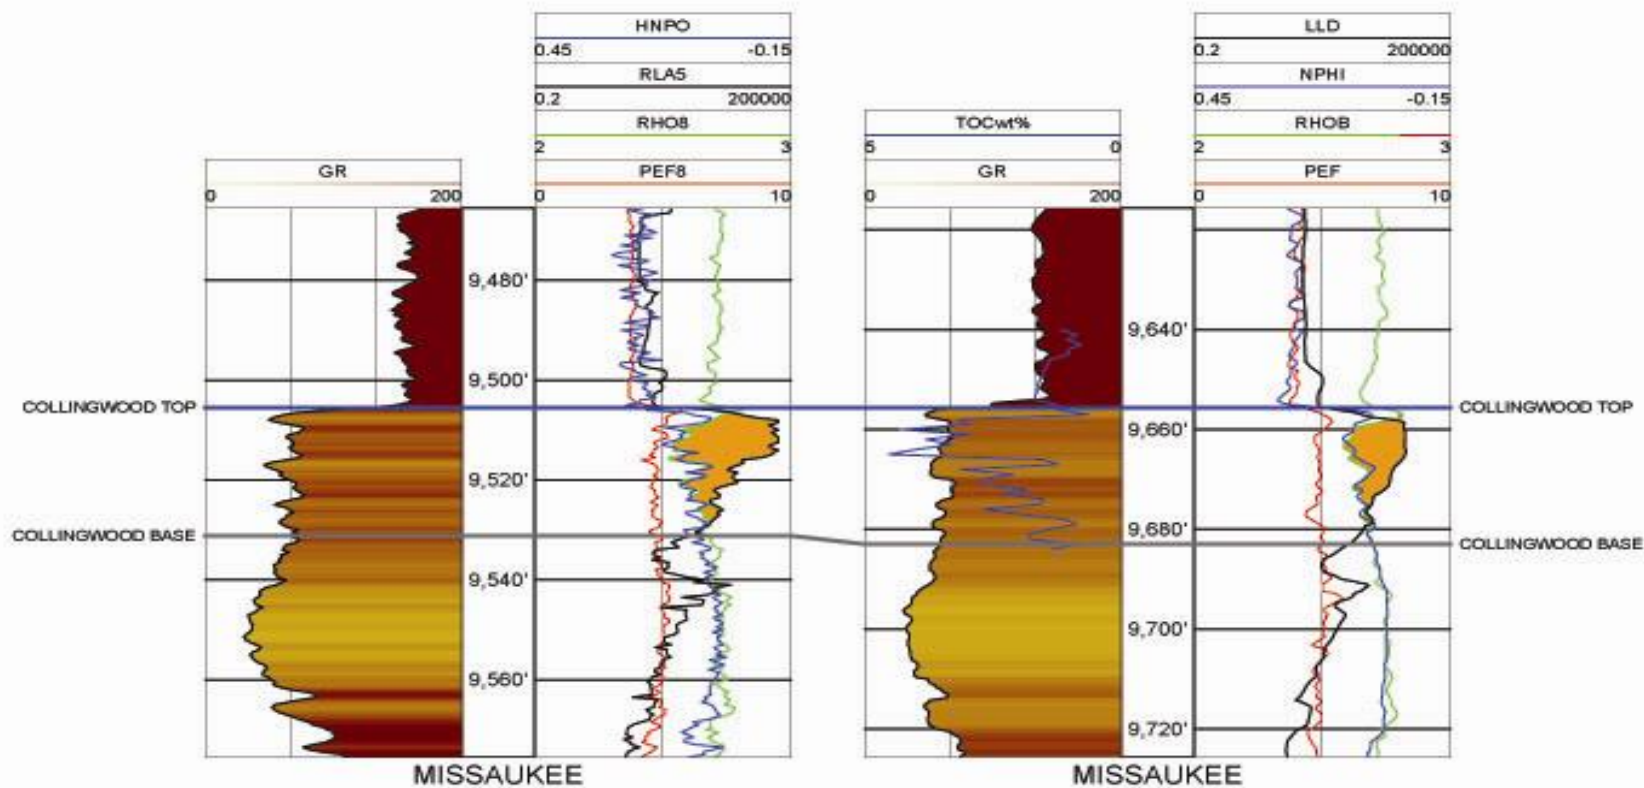 HNPO
0.45 -0.15
RLA5
0.2 200000
RHO8
2 3
GR
0 200
PEF8
0 10
9,480'
9,500'
9,520'
9,540'
9,560'
COLLINGWOOD TOP
COLLINGWOOD BASE
MISSAUKEE
LLD
0.2 200000
NPHI
0.45 -0.15
TOCwt%
5 0
RHOB
2 3
GR
0 200
PEF
0 10
9,640'
9,660'
9,680'
9,700'
9,720'
COLLINGWOOD TOP
COLLINGWOOD BASE
MISSAUKEE